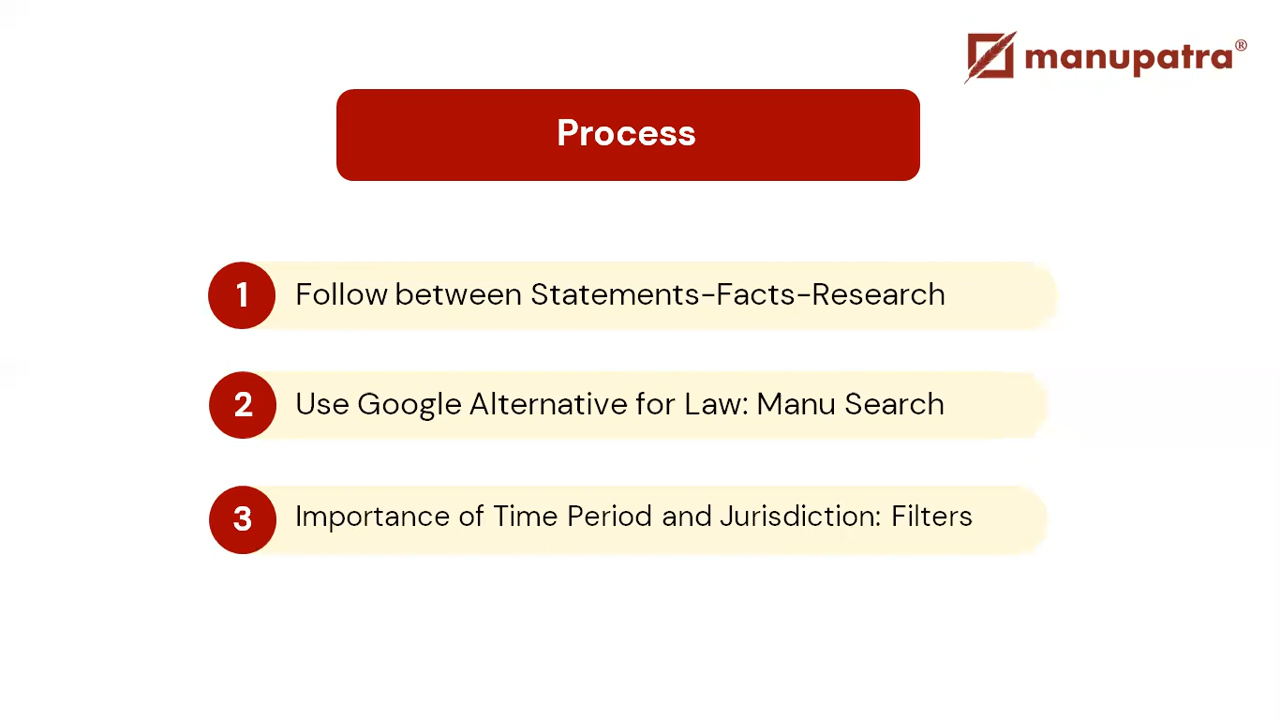 manupatra®
Process
1 Follow between Statements-Facts-Research
2 Use Google Alternative for Law: Manu Search
3 Importance of Time Period and Jurisdiction: Filters